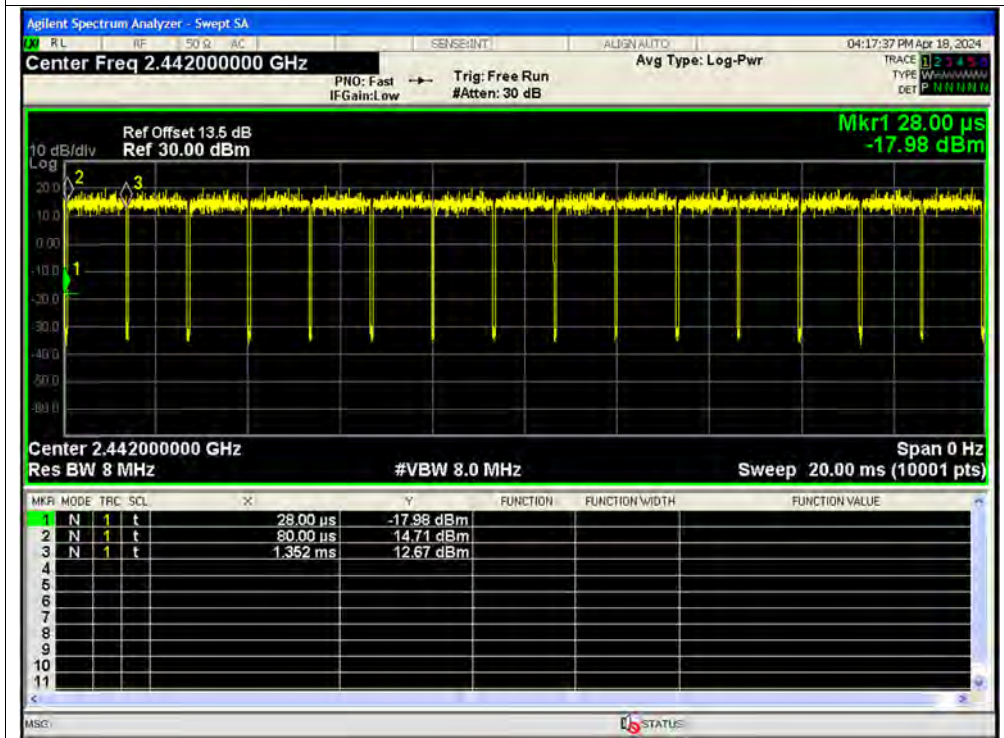 Agilent Spectrum Analyzer - Swept SA
RL RF 50 Ω AC SENSE:INT ALIGN AUTO 04:17:37 PM Apr 18, 2024
Center Freq 2.442000000 GHz
PNO: Fast
IFGain:Low
Trig: Free Run
#Atten: 30 dB
Avg Type: Log-Pwr
TRACE 1 2 3 4 5 6
TYPE
DET P N N N N N
Mkr1 28.00 µs
-17.98 dBm
Ref Offset 13.5 dB
10 dB/div Ref 30.00 dBm
Log
20.0
10.0
0.00
-10.0
-20.0
-30.0
-40.0
-50.0
-60.0
2
3
1
Center 2.442000000 GHz Span 0 Hz
Res BW 8 MHz #VBW 8.0 MHz Sweep 20.00 ms (10001 pts)
MKR MODE TRC SCL X Y FUNCTION FUNCTION WIDTH FUNCTION VALUE
1 N 1 t 28.00 µs -17.98 dBm
2 N 1 t 80.00 µs 14.71 dBm
3 N 1 t 1.352 ms 12.67 dBm
4
5
6
7
8
9
10
11
MSG STATUS